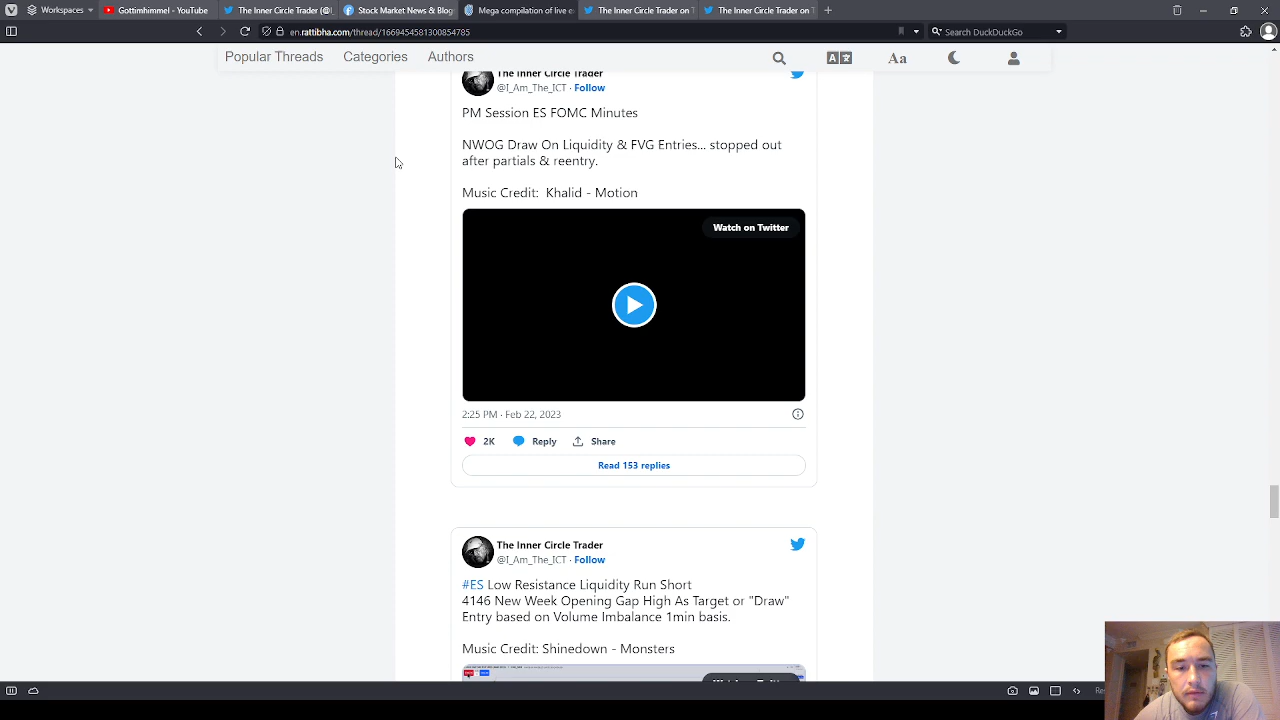 Workspaces
Gottimhimmel - YouTube
The Inner Circle Trader (@I
Stock Market News & Blog
Mega compilation of live e
The Inner Circle Trader on T
The Inner Circle Trader on T
en.rattibha.com/thread/1669454581300854785
Search DuckDuckGo
Popular Threads
Categories
Authors
Aa
The Inner Circle Trader
@I_Am_The_ICT · Follow
PM Session ES FOMC Minutes
NWOG Draw On Liquidity & FVG Entries... stopped out
after partials & reentry.
Music Credit: Khalid - Motion
Watch on Twitter
2:25 PM · Feb 22, 2023
2K
Reply
Share
Read 153 replies
The Inner Circle Trader
@I_Am_The_ICT · Follow
#ES Low Resistance Liquidity Run Short
4146 New Week Opening Gap High As Target or "Draw"
Entry based on Volume Imbalance 1min basis.
Music Credit: Shinedown - Monsters